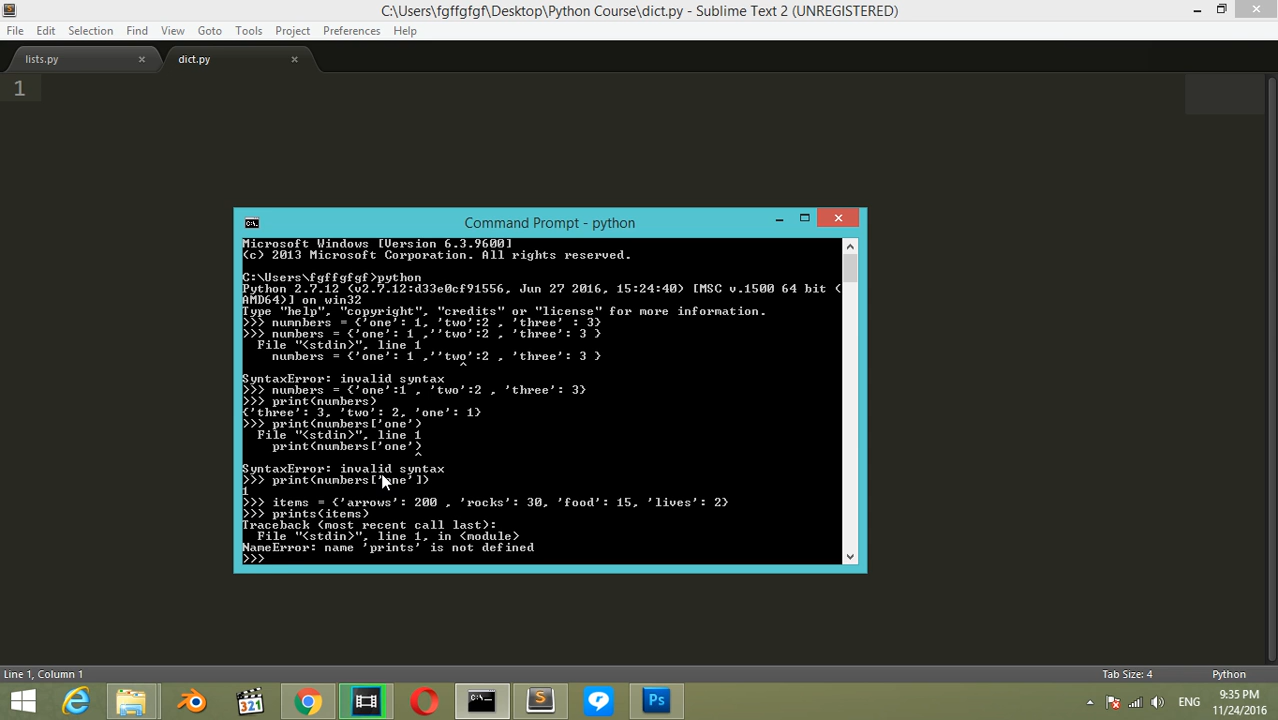 C:\Users\fgffgfgf\Desktop\Python Course\dict.py - Sublime Text 2 (UNREGISTERED)
File Edit Selection Find View Goto Tools Project Preferences Help
lists.py dict.py
1
Command Prompt - python
Microsoft Windows [Version 6.3.9600]
(c) 2013 Microsoft Corporation. All rights reserved.
C:\Users\fgffgfgf>python
Python 2.7.12 (v2.7.12:d33e0cf91556, Jun 27 2016, 15:24:40) [MSC v.1500 64 bit (
AMD64)] on win32
Type "help", "copyright", "credits" or "license" for more information.
>>> numnbers = {'one': 1, 'two':2 , 'three' : 3}
>>> numbers = {'one': 1 ,''two':2 , 'three': 3 }
File "<stdin>", line 1
numbers = {'one': 1 ,''two':2 , 'three': 3 }
^
SyntaxError: invalid syntax
>>> numbers = {'one':1 , 'two':2 , 'three': 3}
>>> print(numbers)
{'three': 3, 'two': 2, 'one': 1}
>>> print(numbers['one')
File "<stdin>", line 1
print(numbers['one')
^
SyntaxError: invalid syntax
>>> print(numbers['one'])
1
>>> items = {'arrows': 200 , 'rocks': 30, 'food': 15, 'lives': 2}
>>> prints(items)
Traceback (most recent call last):
File "<stdin>", line 1, in <module>
NameError: name 'prints' is not defined
>>>
Line 1, Column 1 Tab Size: 4 Python
321 C:\. S Ps ENG 9:35 PM
11/24/2016